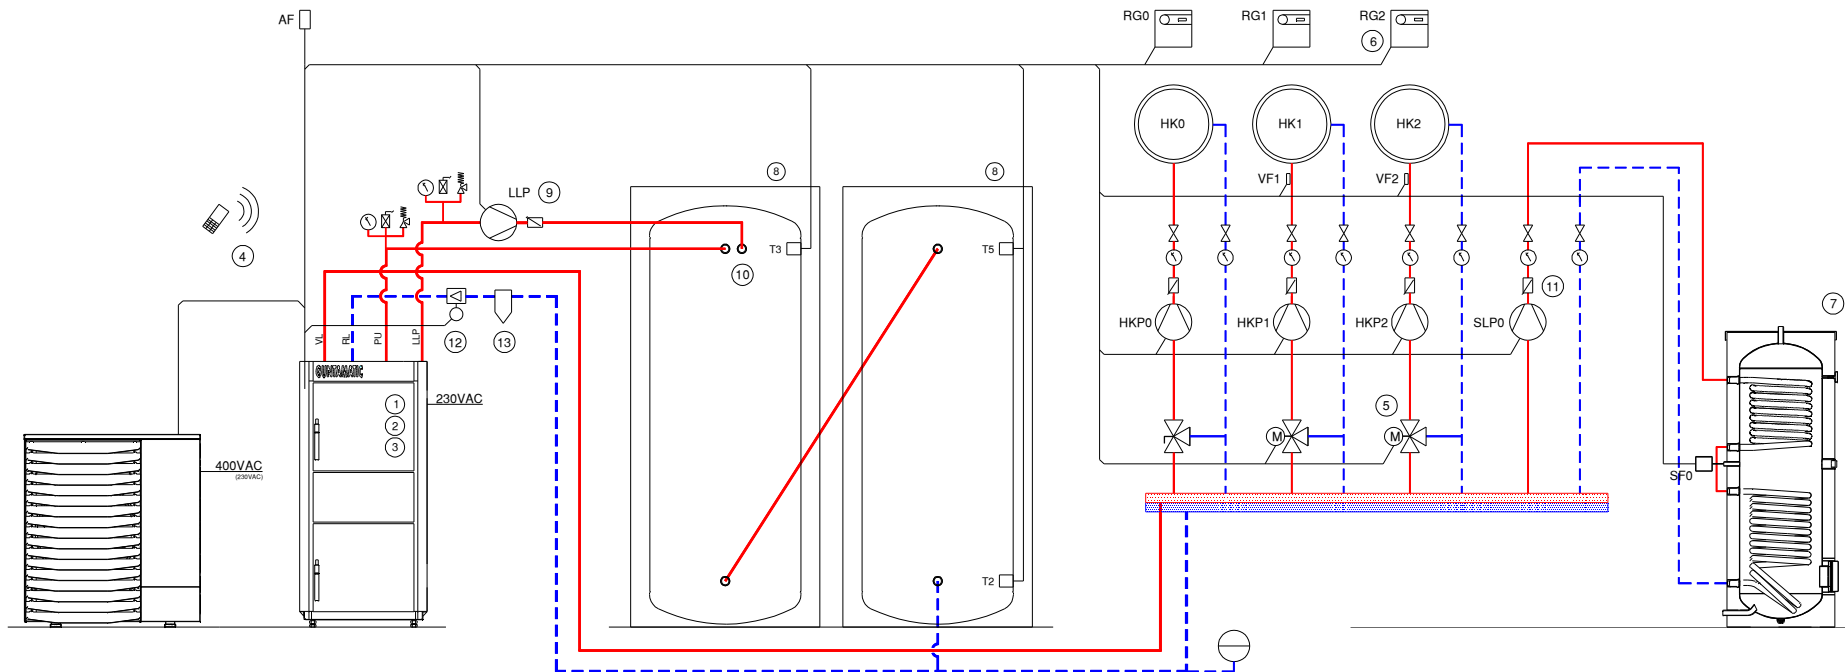 AF
RG0
RG1
RG2
6
HK0
HK1
HK2
8
8
LLP
9
VF1
VF2
4
T3
T5
10
11
7
VL
RL
PU
LLP
12
13
HKP0
HKP1
HKP2
SLP0
GUNTAMATIC
230VAC
1
2
3
5
M
M
400VAC
(230VAC)
SF0
T2